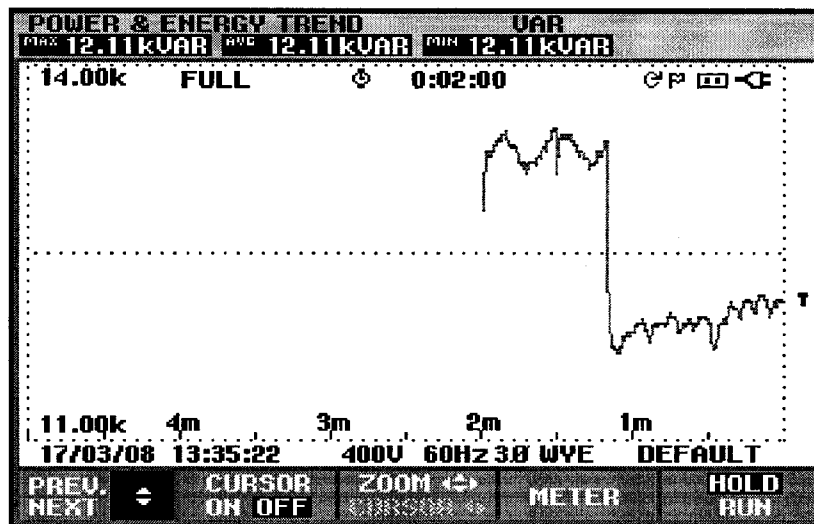 POWER & ENERGY TREND VAR
MAX 12.11kVAR AVG 12.11kVAR MIN 12.11kVAR
14.00k FULL 0:02:00
T
11.00k 4m 3m 2m 1m
17/03/08 13:35:22 400V 60Hz 3Ø WYE DEFAULT
PREV. NEXT
CURSOR ON OFF
ZOOM
CURSOR
METER
HOLD RUN